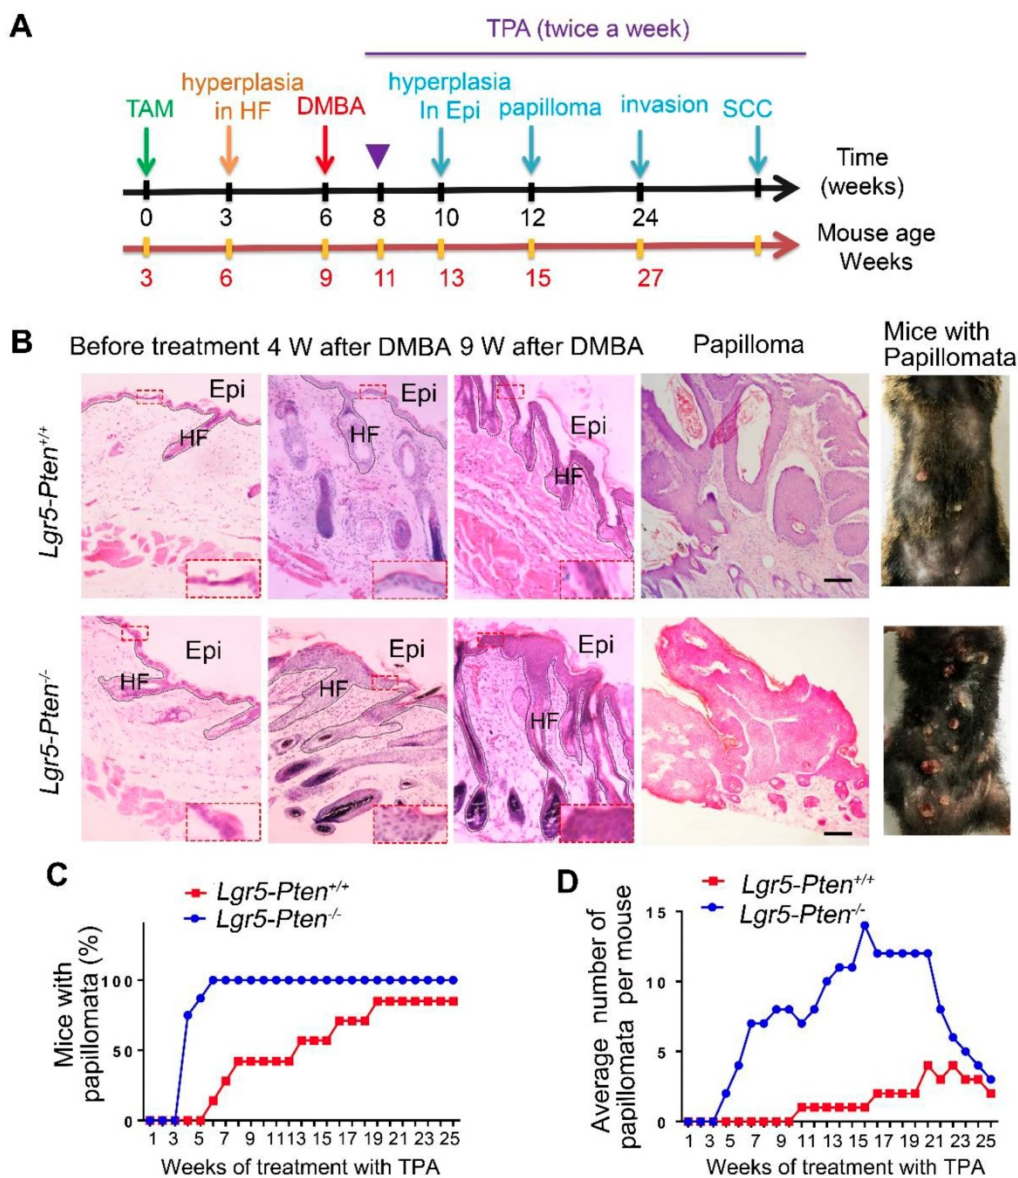 A
TPA (twice a week)
TAM
hyperplasia
in HF
DMBA
hyperplasia
In Epi
papilloma
invasion
SCC
Time
(weeks)
0 3 6 8 10 12 24
Mouse age
Weeks
3 6 9 11 13 15 27
B
Before treatment
4 W after DMBA
9 W after DMBA
Papilloma
Mice with
Papillomata
Lgr5-Pten+/+
Epi
HF
Epi
HF
Epi
HF
Lgr5-Pten-/-
Epi
HF
Epi
HF
Epi
HF
C
Lgr5-Pten+/+
Lgr5-Pten-/-
Mice with
papillomata (%)
100
50
0
1 3 5 7 9 11 13 15 17 19 21 23 25
Weeks of treatment with TPA
D
Lgr5-Pten+/+
Lgr5-Pten-/-
Average number of
papillomata per mouse
15
10
5
0
1 3 5 7 9 11 13 15 17 19 21 23 25
Weeks of treatment with TPA